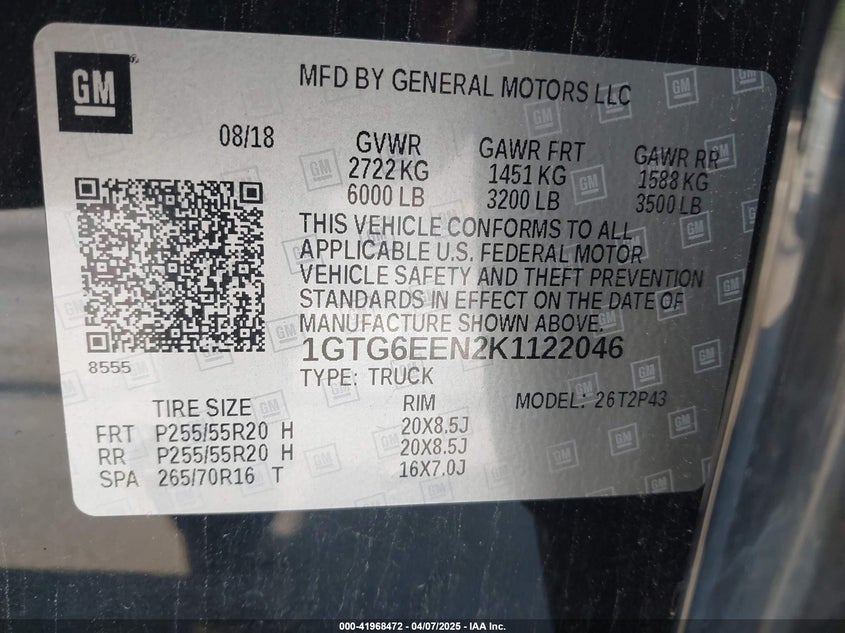 GM
MFD BY GENERAL MOTORS LLC
08/18
GVWR GAWR FRT GAWR RR
2722 KG 1451 KG 1588 KG
6000 LB 3200 LB 3500 LB
THIS VEHICLE CONFORMS TO ALL
APPLICABLE U.S. FEDERAL MOTOR
VEHICLE SAFETY AND THEFT PREVENTION
STANDARDS IN EFFECT ON THE DATE OF
MANUFACTURE SHOWN ABOVE.
1GTG6EEN2K1122046
8555
TYPE: TRUCK
MODEL: 26T2P43
TIRE SIZE RIM
FRT P255/55R20 H 20X8.5J
RR P255/55R20 H 20X8.5J
SPA 265/70R16 T 16X7.0J
000-41968472 | 04/07/2025 - IAA Inc.